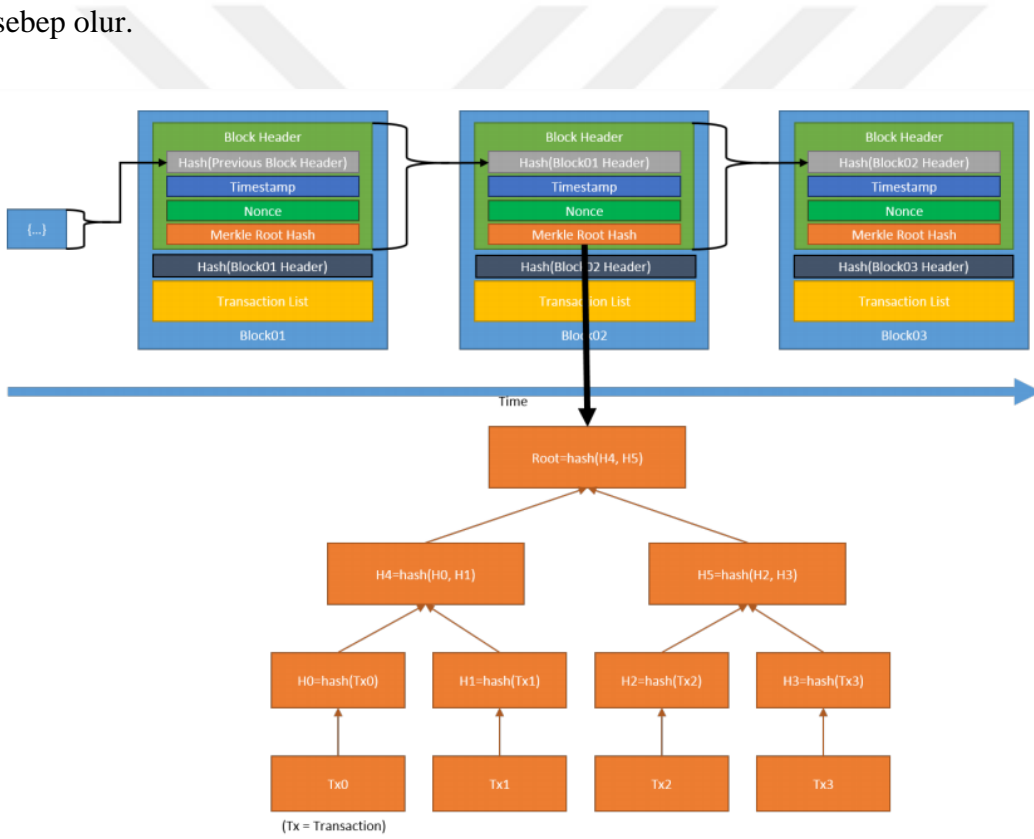 sebep olur.
Block Header
Hash(Previous Block Header)
Timestamp
Nonce
Merkle Root Hash
Hash(Block01 Header)
Transaction List
Block01
Block Header
Hash(Block01 Header)
Timestamp
Nonce
Merkle Root Hash
Hash(Block02 Header)
Transaction List
Block02
Block Header
Hash(Block02 Header)
Timestamp
Nonce
Merkle Root Hash
Hash(Block03 Header)
Transaction List
Block03
{...}
Time
Root=hash(H4, H5)
H4=hash(H0, H1)
H5=hash(H2, H3)
H0=hash(Tx0)
H1=hash(Tx1)
H2=hash(Tx2)
H3=hash(Tx3)
Tx0
Tx1
Tx2
Tx3
(Tx = Transaction)